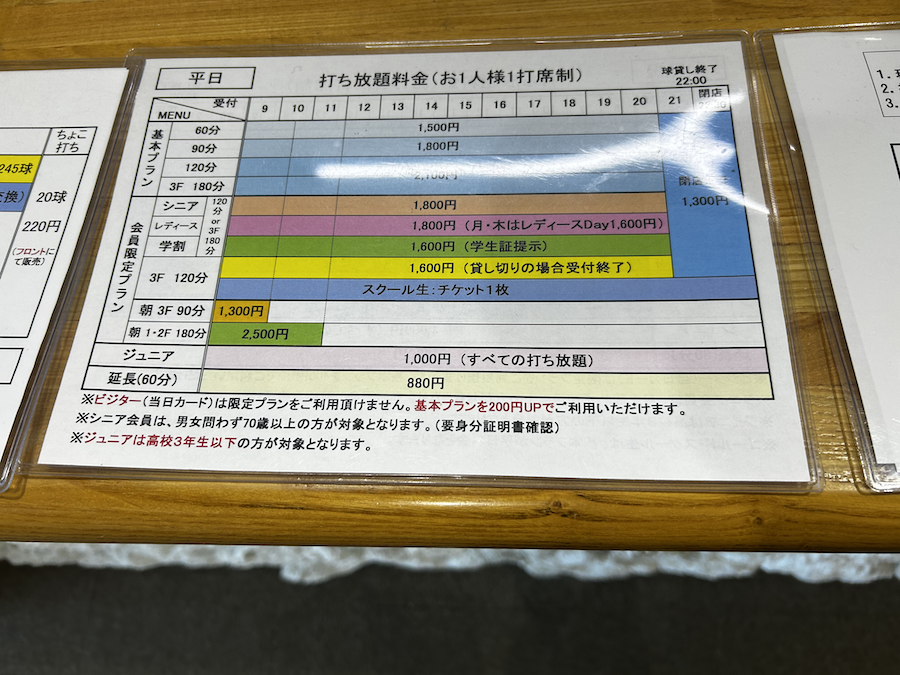 平日
打ち放題料金(お1人様1打席制)
球貸し終了
22:00
MENU 受付 9 10 11 12 13 14 15 16 17 18 19 20 21 閉店
基本プラン
60分 1,500円
90分 1,800円
120分
3F 180分 2,100円
閉店
1,300円
会員限定プラン
シニア 120分or3F180分 1,800円
レディース 1,800円(月・木はレディースDay1,600円)
学割 1,600円(学生証提示)
3F 120分 1,600円(貸し切りの場合受付終了)
スクール生:チケット1枚
朝 3F 90分 1,300円
朝 1・2F 180分 2,500円
ジュニア 1,000円(すべての打ち放題)
延長(60分) 880円
※ビジター(当日カード)は限定プランをご利用頂けません。基本プランを200円UPでご利用いただけます。
※シニア会員は、男女問わず70歳以上の方が対象となります。(要身分証明書確認)
※ジュニアは高校3年生以下の方が対象となります。
ちょこ打ち
245球
換) 20球
220円
(フロントにて販売)
1.
2.
3.